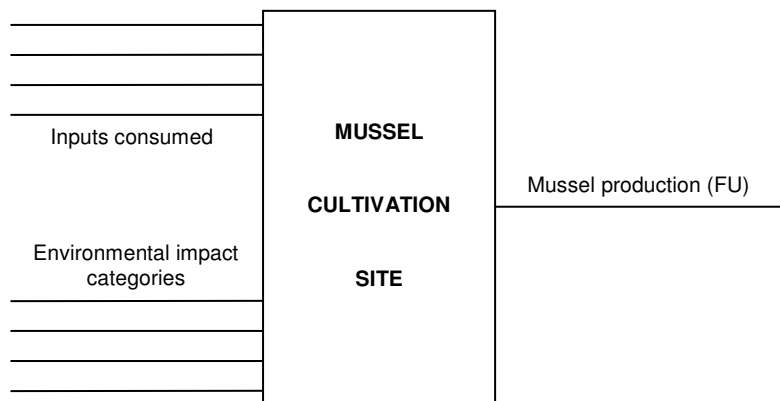 Inputs consumed
MUSSEL
Mussel production (FU)
CULTIVATION
Environmental impact
categories
SITE